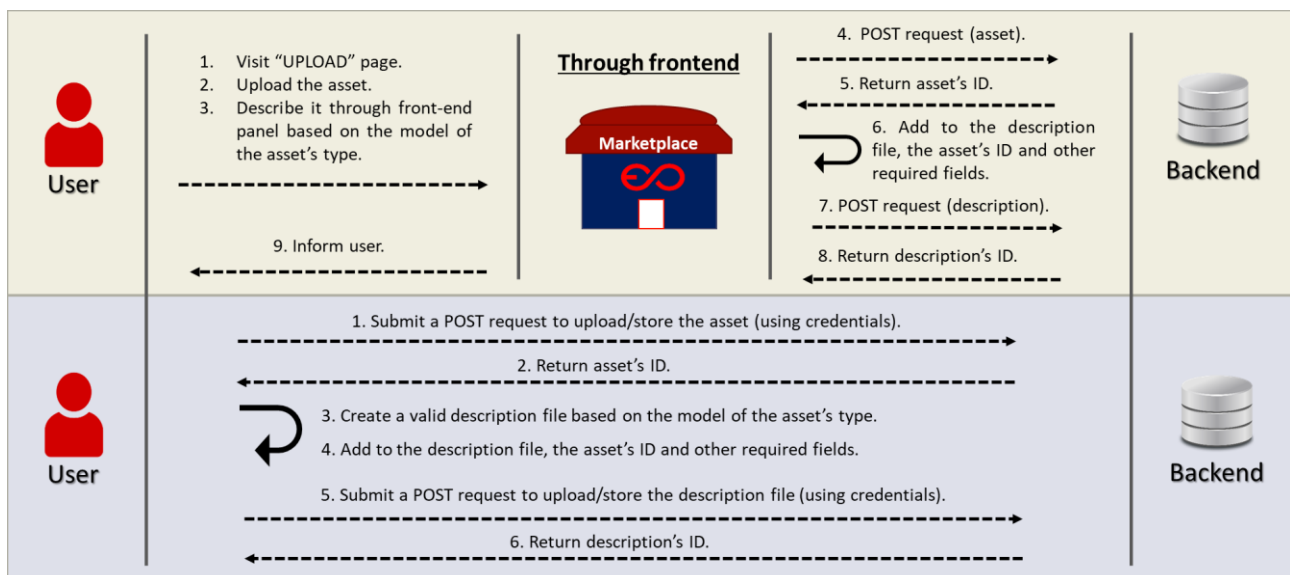 1. Visit “UPLOAD” page.
2. Upload the asset.
3. Describe it through front-end
panel based on the model of
the asset’s type.
User
9. Inform user.
Through frontend
Marketplace
4. POST request (asset).
5. Return asset’s ID.
6. Add to the description
file, the asset’s ID and other
required fields.
7. POST request (description).
8. Return description’s ID.
Backend
1. Submit a POST request to upload/store the asset (using credentials).
2. Return asset’s ID.
3. Create a valid description file based on the model of the asset’s type.
4. Add to the description file, the asset’s ID and other required fields.
5. Submit a POST request to upload/store the description file (using credentials).
6. Return description’s ID.
User
Backend